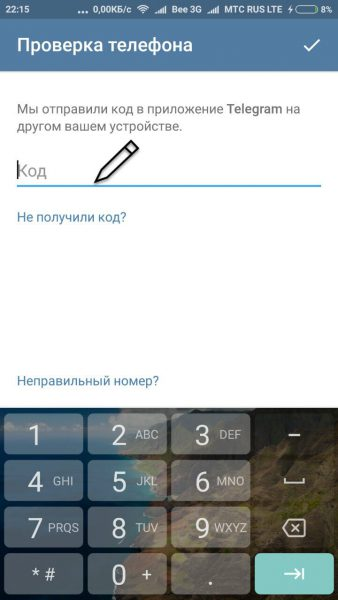 22:15 ... 0,00КБ/с Bee 3G МТС RUS LTE 8%
Проверка телефона
Мы отправили код в приложение Telegram на
другом вашем устройстве.
Код
Не получили код?
Неправильный номер?
1 2 ABC 3 DEF –
4 GHI 5 JKL 6 MNO
7 PRQS 8 TUV 9 WXYZ
* # 0 + .